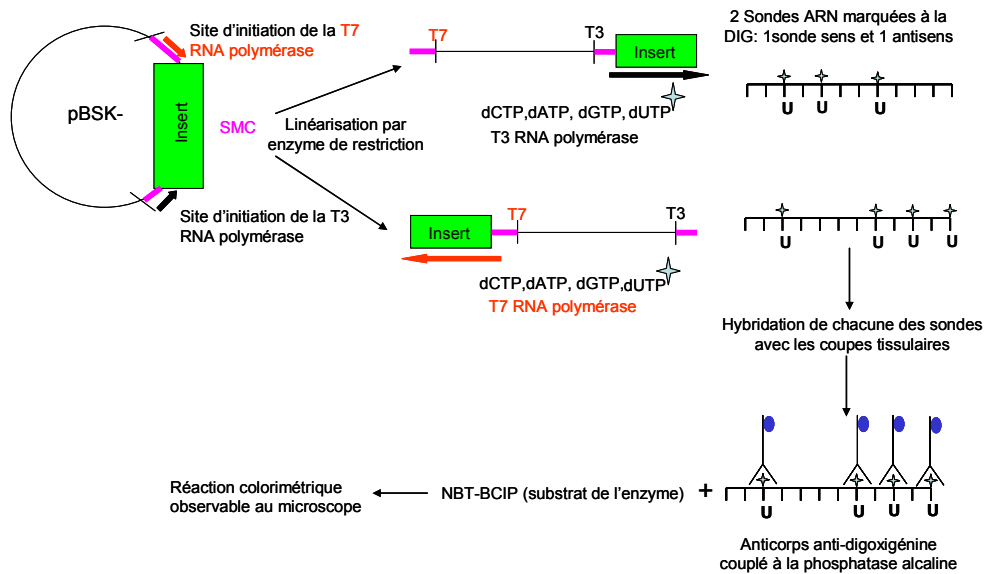 Site d'initiation de la T7
RNA polymérase
pBSK-
Insert
SMC
Site d'initiation de la T3
RNA polymérase
Linéarisation par
enzyme de restriction
T7
T3
Insert
dCTP,dATP, dGTP, dUTP
T3 RNA polymérase
Insert
T7
T3
dCTP,dATP, dGTP,dUTP
T7 RNA polymérase
2 Sondes ARN marquées à la
DIG: 1sonde sens et 1 antisens
U U U
U U U U
Hybridation de chacune des sondes
avec les coupes tissulaires
Réaction colorimétrique
observable au microscope
NBT-BCIP (substrat de l'enzyme) +
U U U U
Anticorps anti-digoxigénine
couplé à la phosphatase alcaline